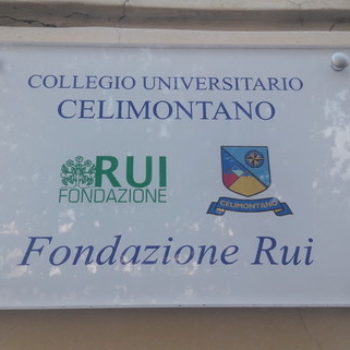 COLLEGIO UNIVERSITARIO
CELIMONTANO
RUI
FONDAZIONE
CELIMONTANO
Fondazione Rui